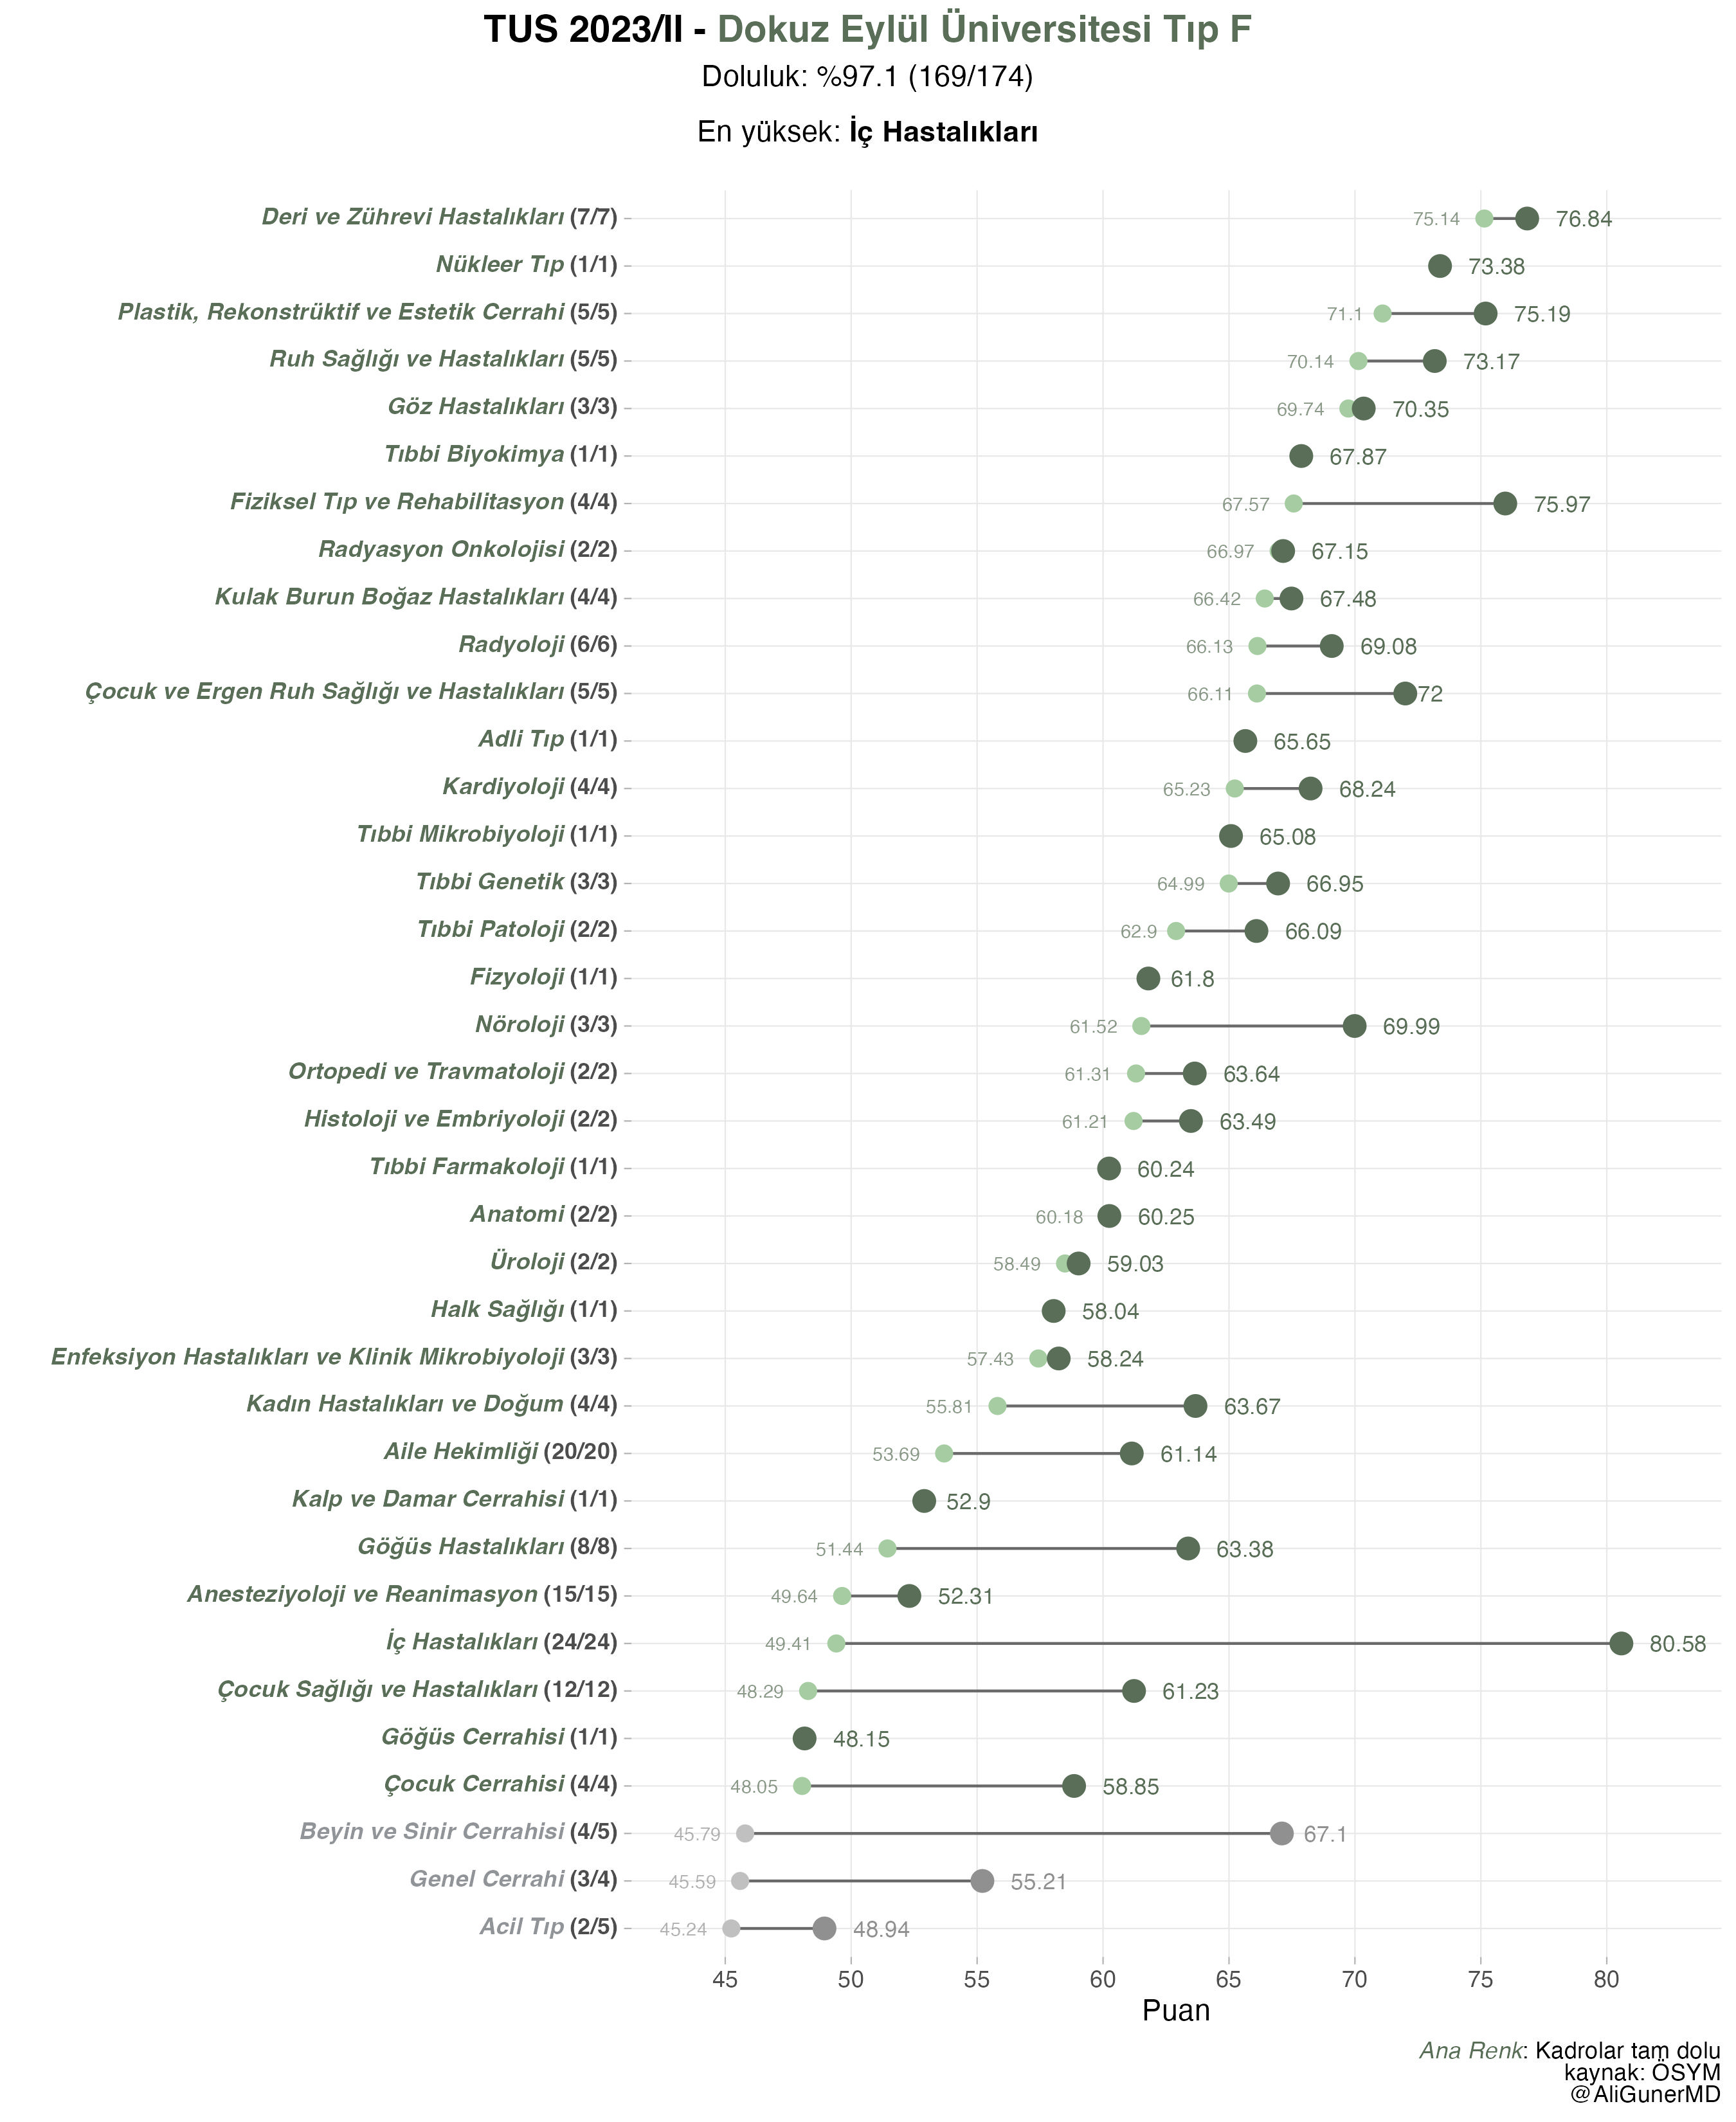 TUS 2023/II - Dokuz Eylül Üniversitesi Tıp F
Doluluk: %97.1 (169/174)
En yüksek: İç Hastalıkları
Deri ve Zührevi Hastalıkları (7/7) 75.14 76.84
Nükleer Tıp (1/1) 73.38
Plastik, Rekonstrüktif ve Estetik Cerrahi (5/5) 71.1 75.19
Ruh Sağlığı ve Hastalıkları (5/5) 70.14 73.17
Göz Hastalıkları (3/3) 69.74 70.35
Tıbbi Biyokimya (1/1) 67.87
Fiziksel Tıp ve Rehabilitasyon (4/4) 67.57 75.97
Radyasyon Onkolojisi (2/2) 66.97 67.15
Kulak Burun Boğaz Hastalıkları (4/4) 66.42 67.48
Radyoloji (6/6) 66.13 69.08
Çocuk ve Ergen Ruh Sağlığı ve Hastalıkları (5/5) 66.11 72
Adli Tıp (1/1) 65.65
Kardiyoloji (4/4) 65.23 68.24
Tıbbi Mikrobiyoloji (1/1) 65.08
Tıbbi Genetik (3/3) 64.99 66.95
Tıbbi Patoloji (2/2) 62.9 66.09
Fizyoloji (1/1) 61.8
Nöroloji (3/3) 61.52 69.99
Ortopedi ve Travmatoloji (2/2) 61.31 63.64
Histoloji ve Embriyoloji (2/2) 61.21 63.49
Tıbbi Farmakoloji (1/1) 60.24
Anatomi (2/2) 60.18 60.25
Üroloji (2/2) 58.49 59.03
Halk Sağlığı (1/1) 58.04
Enfeksiyon Hastalıkları ve Klinik Mikrobiyoloji (3/3) 57.43 58.24
Kadın Hastalıkları ve Doğum (4/4) 55.81 63.67
Aile Hekimliği (20/20) 53.69 61.14
Kalp ve Damar Cerrahisi (1/1) 52.9
Göğüs Hastalıkları (8/8) 51.44 63.38
Anesteziyoloji ve Reanimasyon (15/15) 49.64 52.31
İç Hastalıkları (24/24) 49.41 80.58
Çocuk Sağlığı ve Hastalıkları (12/12) 48.29 61.23
Göğüs Cerrahisi (1/1) 48.15
Çocuk Cerrahisi (4/4) 48.05 58.85
Beyin ve Sinir Cerrahisi (4/5) 45.79 67.1
Genel Cerrahi (3/4) 45.59 55.21
Acil Tıp (2/5) 45.24 48.94
45 50 55 60 65 70 75 80
Puan
Ana Renk: Kadrolar tam dolu
kaynak: ÖSYM
@AliGunerMD